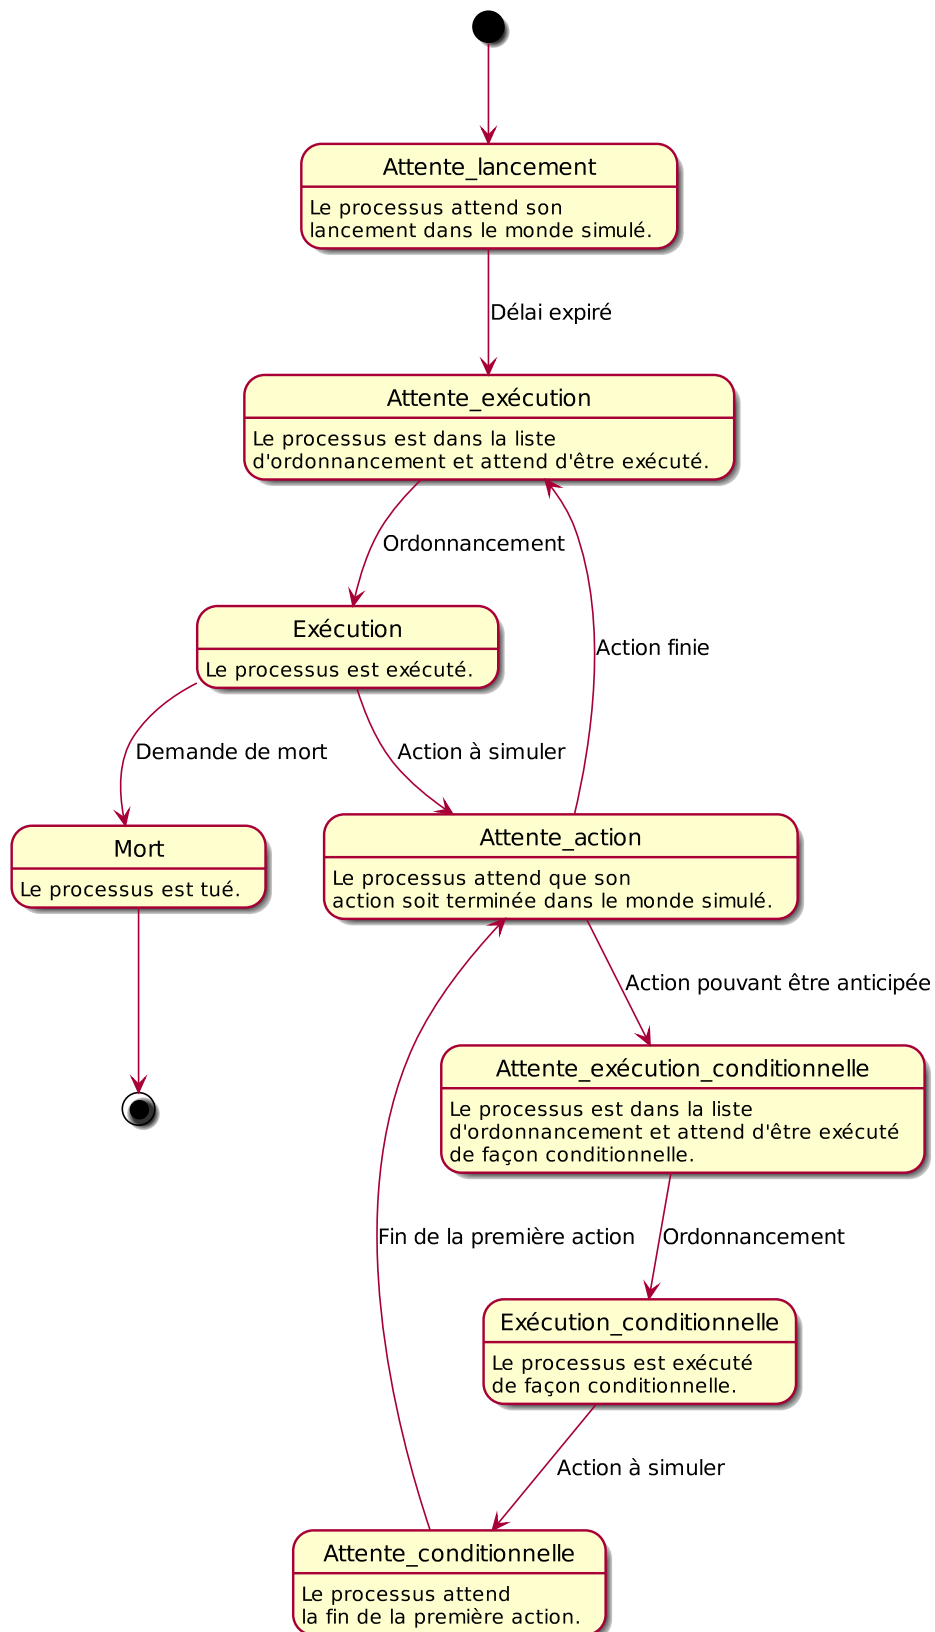 Attente_lancement
Le processus attend son
lancement dans le monde simulé.
Délai expiré
Attente_exécution
Le processus est dans la liste
d'ordonnancement et attend d'être exécuté.
Ordonnancement
Exécution
Le processus est exécuté.
Action finie
Demande de mort
Action à simuler
Mort
Le processus est tué.
Attente_action
Le processus attend que son
action soit terminée dans le monde simulé.
Action pouvant être anticipée
Attente_exécution_conditionnelle
Le processus est dans la liste
d'ordonnancement et attend d'être exécuté
de façon conditionnelle.
Fin de la première action
Ordonnancement
Exécution_conditionnelle
Le processus est exécuté
de façon conditionnelle.
Action à simuler
Attente_conditionnelle
Le processus attend
la fin de la première action.